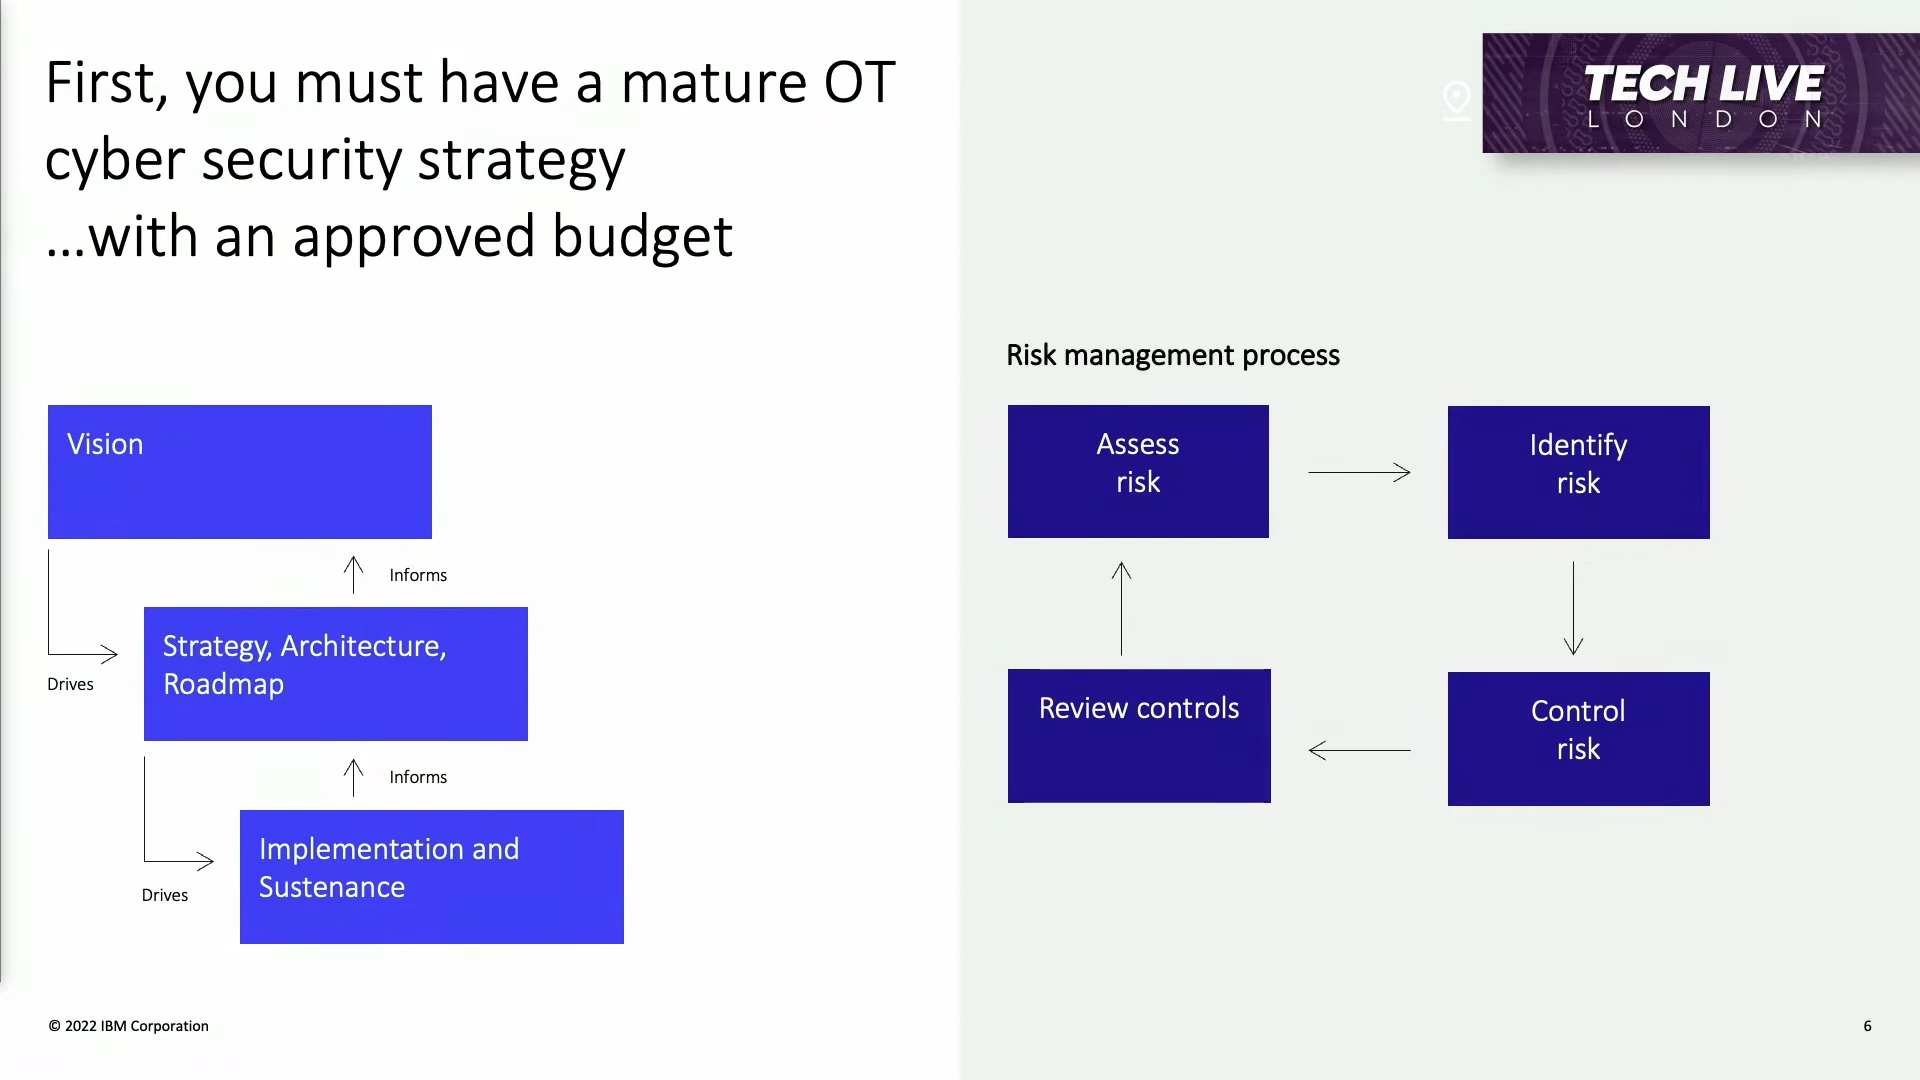 First, you must have a mature OT
cyber security strategy
...with an approved budget
TECH LIVE
LONDON
Vision
Informs
Drives
Strategy, Architecture,
Roadmap
Informs
Drives
Implementation and
Sustenance
Risk management process
Assess
risk
Identify
risk
Control
risk
Review controls
© 2022 IBM Corporation
6